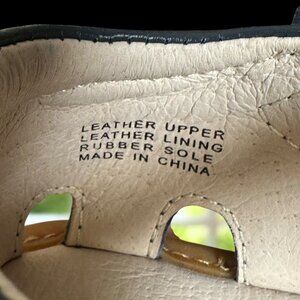 LEATHER UPPER
LEATHER LINING
RUBBER SOLE
MADE IN CHINA